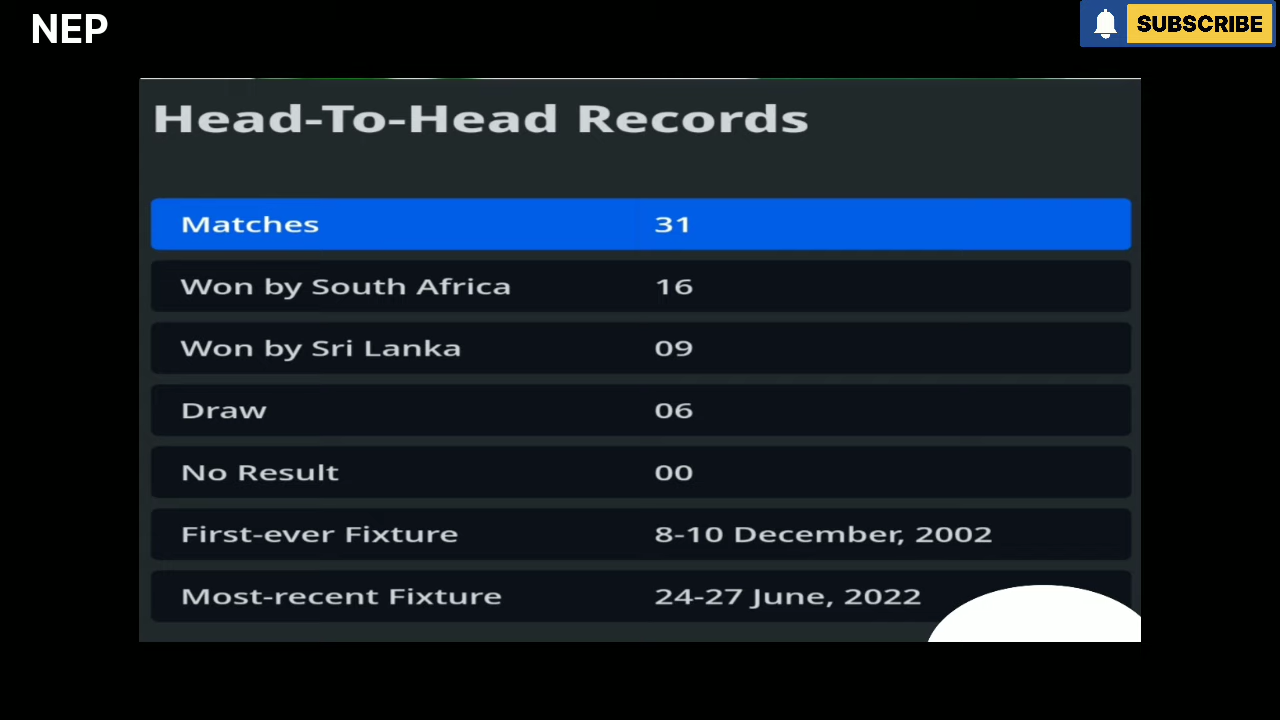 NEP
SUBSCRIBE
Head-To-Head Records
Matches 31
Won by South Africa 16
Won by Sri Lanka 09
Draw 06
No Result 00
First-ever Fixture 8-10 December, 2002
Most-recent Fixture 24-27 June, 2022